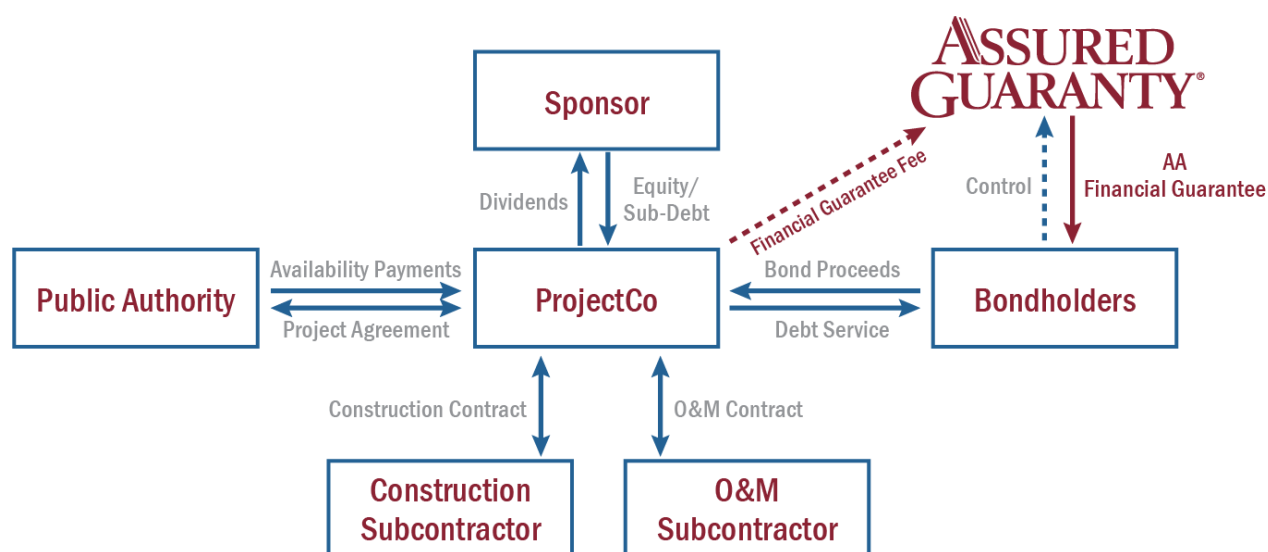 ASSURED
GUARANTY®
Sponsor
Financial Guarantee Fee
AA
Financial Guarantee
Control
Dividends
Equity/
Sub-Debt
Public Authority
Availability Payments
Project Agreement
ProjectCo
Bond Proceeds
Debt Service
Bondholders
Construction Contract
O&M Contract
Construction
Subcontractor
O&M
Subcontractor